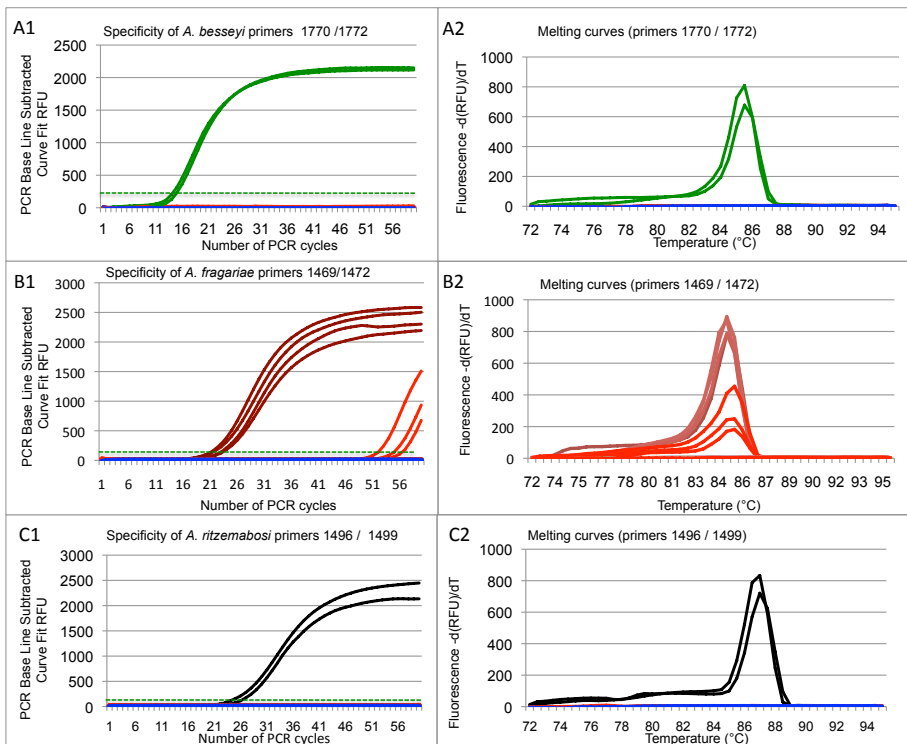 A1
Specificity of A. besseyi primers 1770 /1772
PCR Base Line Subtracted
Curve Fit RFU
2500
2000
1500
1000
500
0
1 6 11 16 21 26 31 36 41 46 51 56
Number of PCR cycles
A2
Melting curves (primers 1770 / 1772)
Fluorescence -d(RFU)/dT
1000
800
600
400
200
0
72 74 76 78 80 82 84 86 88 90 92 94
Temperature (°C)
B1
Specificity of A. fragariae primers 1469/1472
PCR Base Line Subtracted
Curve Fit RFU
3000
2500
2000
1500
1000
500
0
1 6 11 16 21 26 31 36 41 46 51 56
Number of PCR cycles
B2
Melting curves (primers 1469 / 1472)
Fluorescence -d(RFU)/dT
1000
800
600
400
200
0
72 74 75 77 78 80 81 83 84 86 87 89 90 92 93 95
Temperature (°C)
C1
Specificity of A. ritzemabosi primers 1496 / 1499
PCR Base Line Subtracted
Curve Fit RFU
3000
2500
2000
1500
1000
500
0
1 6 11 16 21 26 31 36 41 46 51 56
Number of PCR cycles
C2
Melting curves (primers 1496 / 1499)
Fluorescence -d(RFU)/dT
1000
800
600
400
200
0
72 74 76 78 80 82 84 86 88 90 92 94
Temperature (°C)